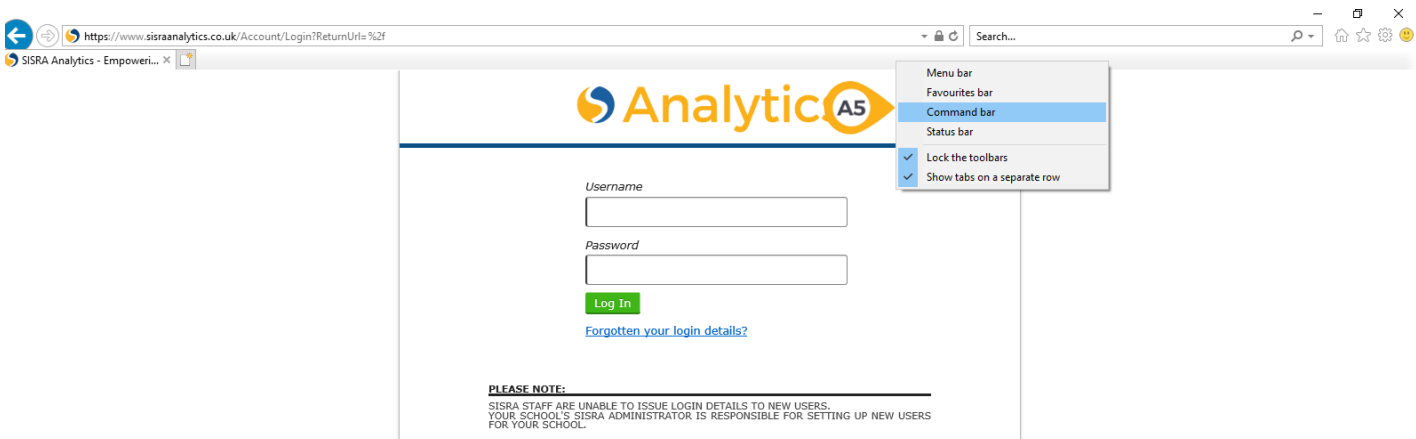 https://www.sisraanalytics.co.uk/Account/Login?ReturnUrl=%2f
Search...
SISRA Analytics - Empoweri...
Menu bar
Favourites bar
Command bar
Status bar
Lock the toolbars
Show tabs on a separate row
Analytic
A5
Username
Password
Log In
Forgotten your login details?
PLEASE NOTE:
SISRA STAFF ARE UNABLE TO ISSUE LOGIN DETAILS TO NEW USERS.
YOUR SCHOOL'S SISRA ADMINISTRATOR IS RESPONSIBLE FOR SETTING UP NEW USERS
FOR YOUR SCHOOL.